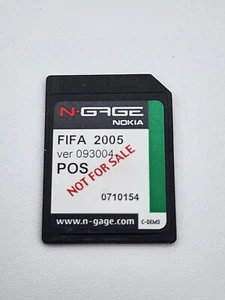 N·GAGE
NOKIA
FIFA 2005
ver 093004
POS
NOT FOR SALE
0710154
www.n-gage.com
C-DEMO